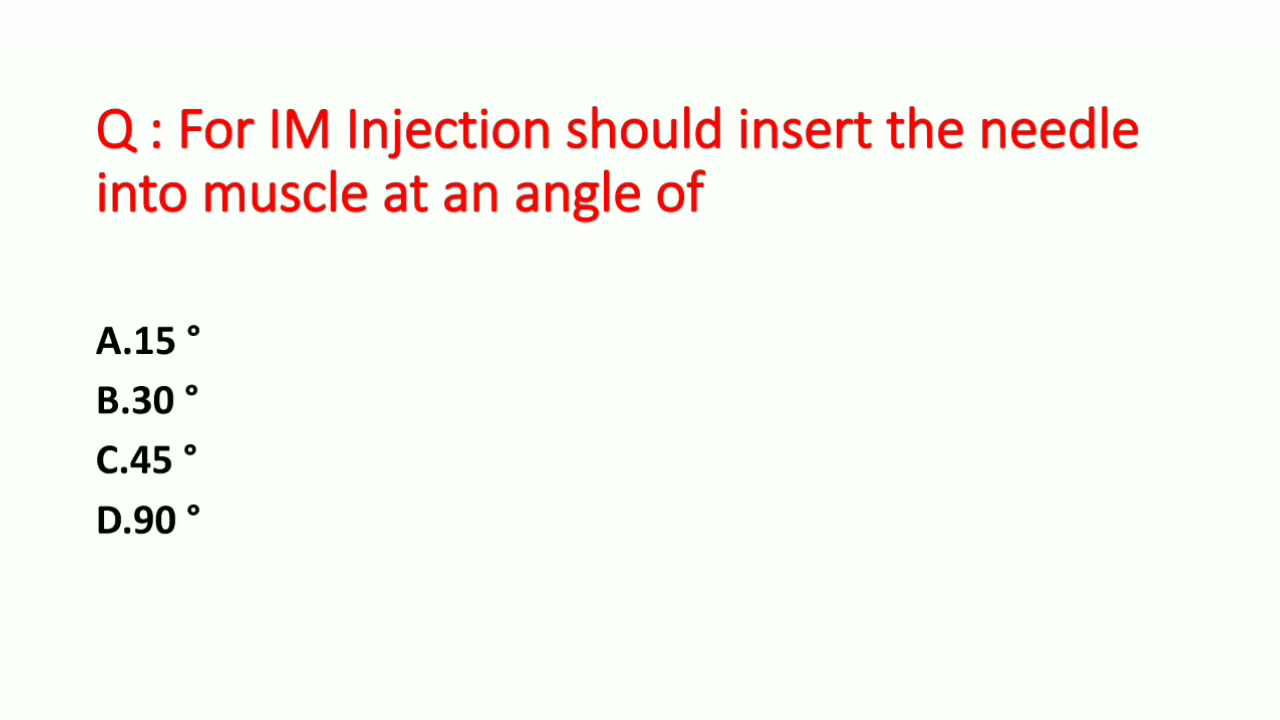 Q : For IM Injection should insert the needle
into muscle at an angle of
A.15 °
B.30 °
C.45 °
D.90 °